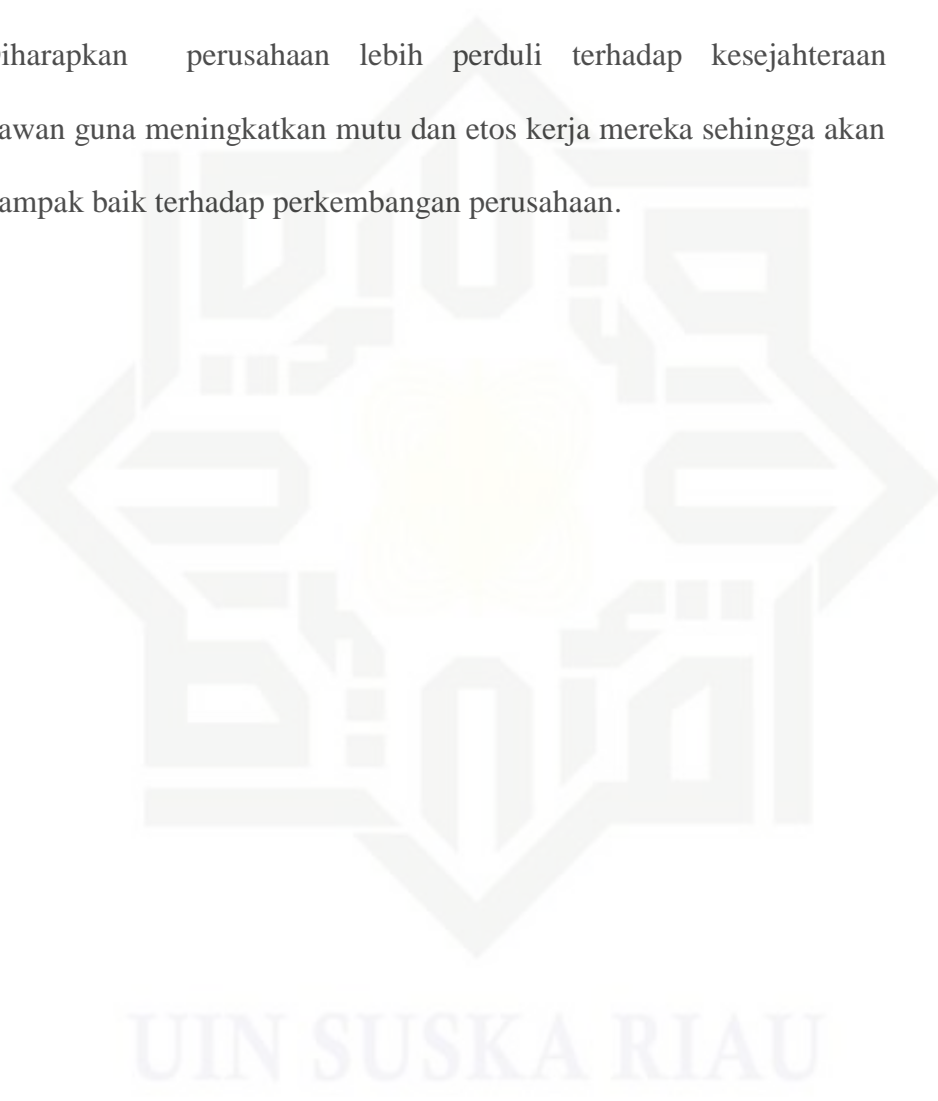 iharapkan perusahaan lebih perduli terhadap kesejahteraan
awan guna meningkatkan mutu dan etos kerja mereka sehingga akan
ampak baik terhadap perkembangan perusahaan.
UIN SUSKA RIAU